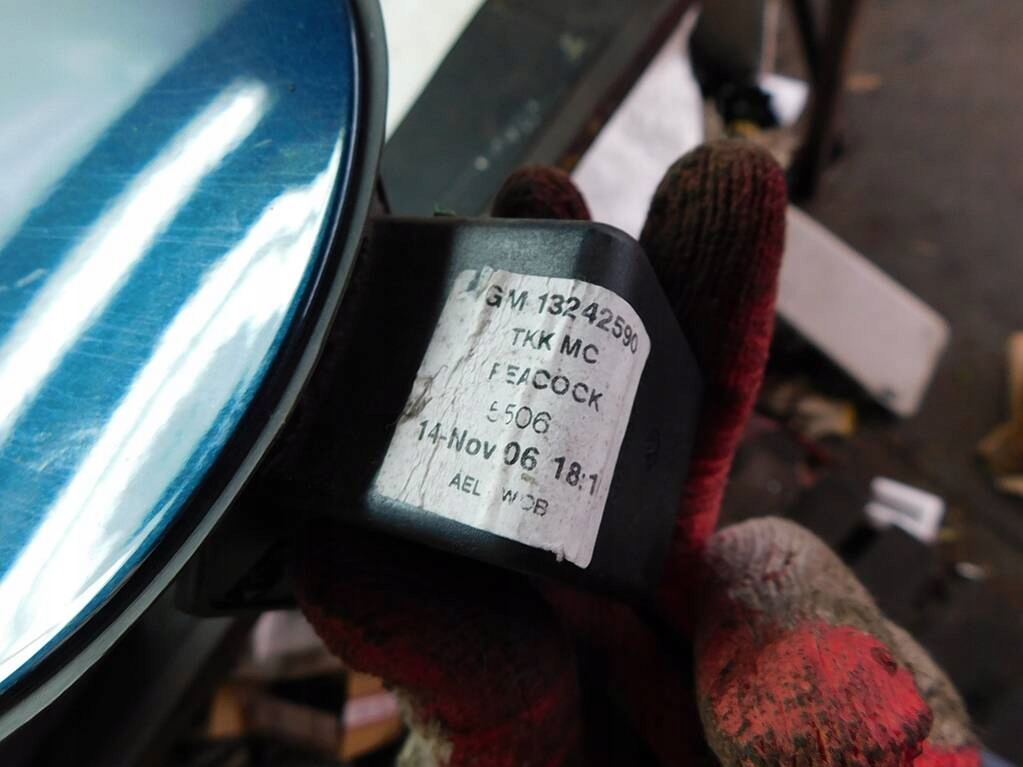 GM 13242590
TKK MC
PEACOCK
5506
14-Nov 06 18:1
AEL WOB